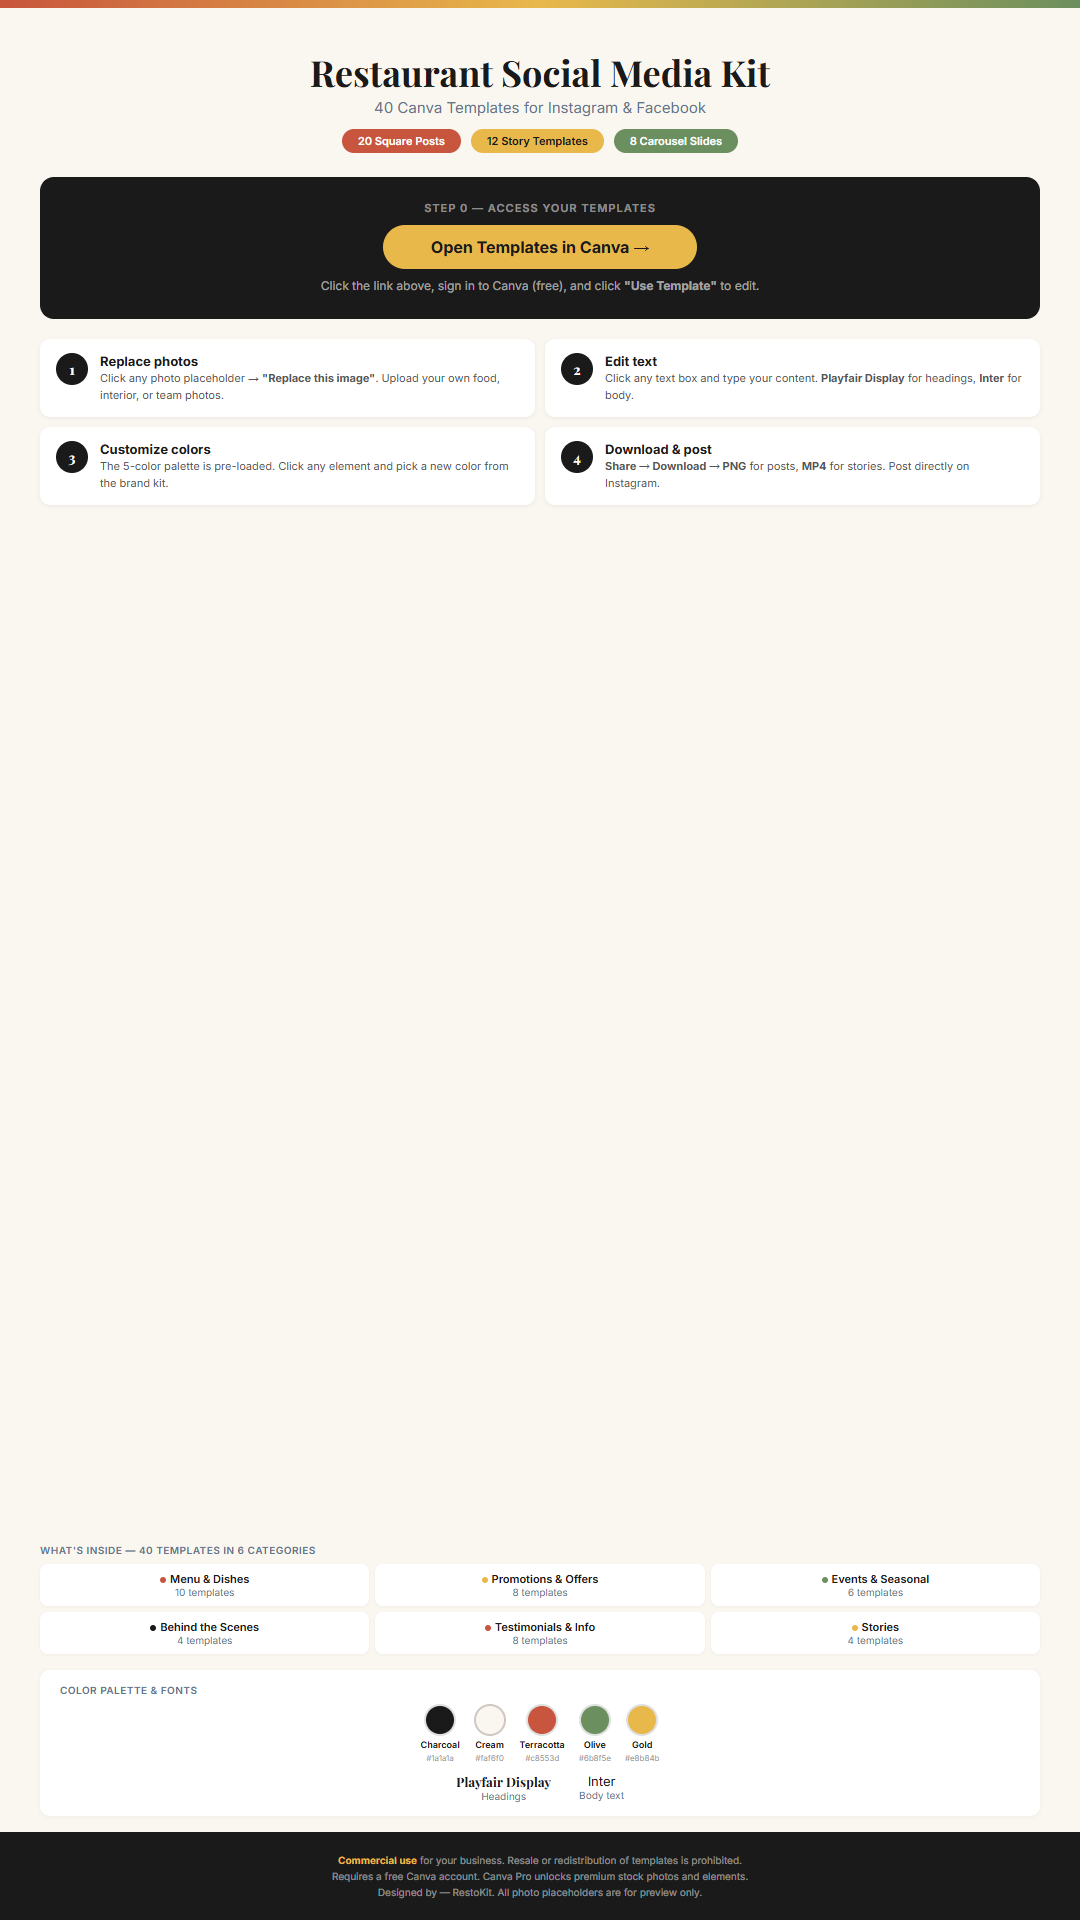 Restaurant Social Media Kit
40 Canva Templates for Instagram & Facebook
20 Square Posts
12 Story Templates
8 Carousel Slides
STEP 0 — ACCESS YOUR TEMPLATES
Open Templates in Canva →
Click the link above, sign in to Canva (free), and click "Use Template" to edit.
1
Replace photos
Click any photo placeholder → "Replace this image". Upload your own food,
interior, or team photos.
2
Edit text
Click any text box and type your content. Playfair Display for headings, Inter for
body.
3
Customize colors
The 5-color palette is pre-loaded. Click any element and pick a new color from
the brand kit.
4
Download & post
Share → Download → PNG for posts, MP4 for stories. Post directly on
Instagram.
WHAT'S INSIDE — 40 TEMPLATES IN 6 CATEGORIES
Menu & Dishes
10 templates
Promotions & Offers
8 templates
Events & Seasonal
6 templates
Behind the Scenes
4 templates
Testimonials & Info
8 templates
Stories
4 templates
COLOR PALETTE & FONTS
Charcoal
#1a1a1a
Cream
#faf6f0
Terracotta
#c8553d
Olive
#6b8f5e
Gold
#e8b84b
Playfair Display
Headings
Inter
Body text
Commercial use for your business. Resale or redistribution of templates is prohibited.
Requires a free Canva account. Canva Pro unlocks premium stock photos and elements.
Designed by — RestoKit. All photo placeholders are for preview only.